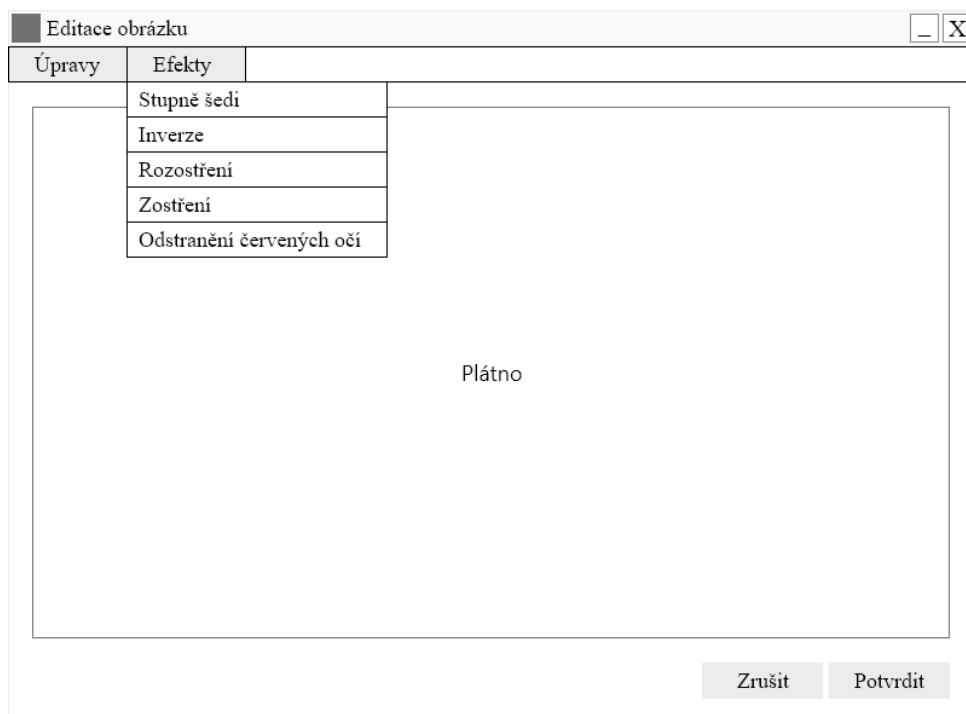 Editace obrázku
_ X
Úpravy Efekty
Stupně šedi
Inverze
Rozostření
Zostření
Odstranění červených očí
Plátno
Zrušit Potvrdit